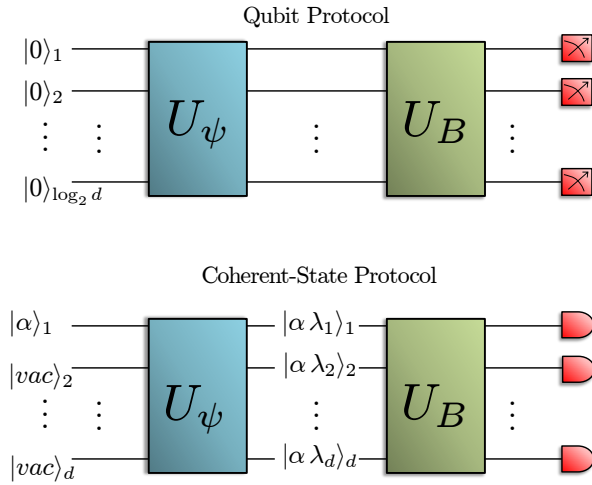 Qubit Protocol
|0⟩₁
|0⟩₂
⋮ ⋮ ⋮ ⋮
|0⟩_{log₂ d}
U_ψ U_B
Coherent-State Protocol
|α⟩₁ |α λ₁⟩₁
|vac⟩₂ |α λ₂⟩₂
⋮ ⋮ ⋮ ⋮
|vac⟩_d |α λ_d⟩_d
U_ψ U_B